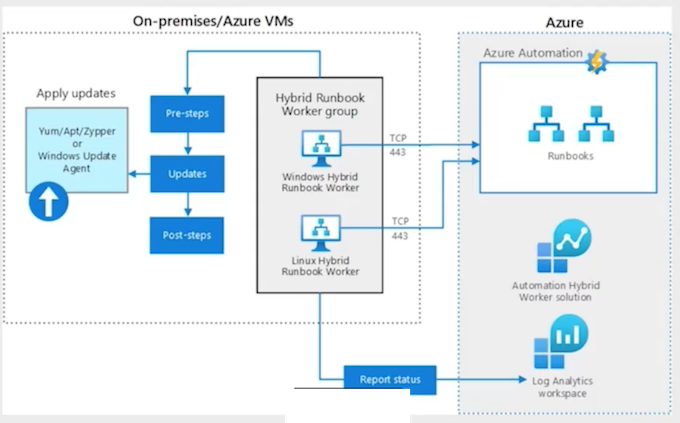 On-premises/Azure VMs
Azure
Apply updates
Yum/Apt/Zypper
or
Windows Update
Agent
Pre-steps
Updates
Post-steps
Hybrid Runbook
Worker group
Windows Hybrid
Runbook Worker
Linux Hybrid
Runbook Worker
TCP
443
TCP
443
Azure Automation
Runbooks
Automation Hybrid
Worker solution
Report status
Log Analytics
workspace